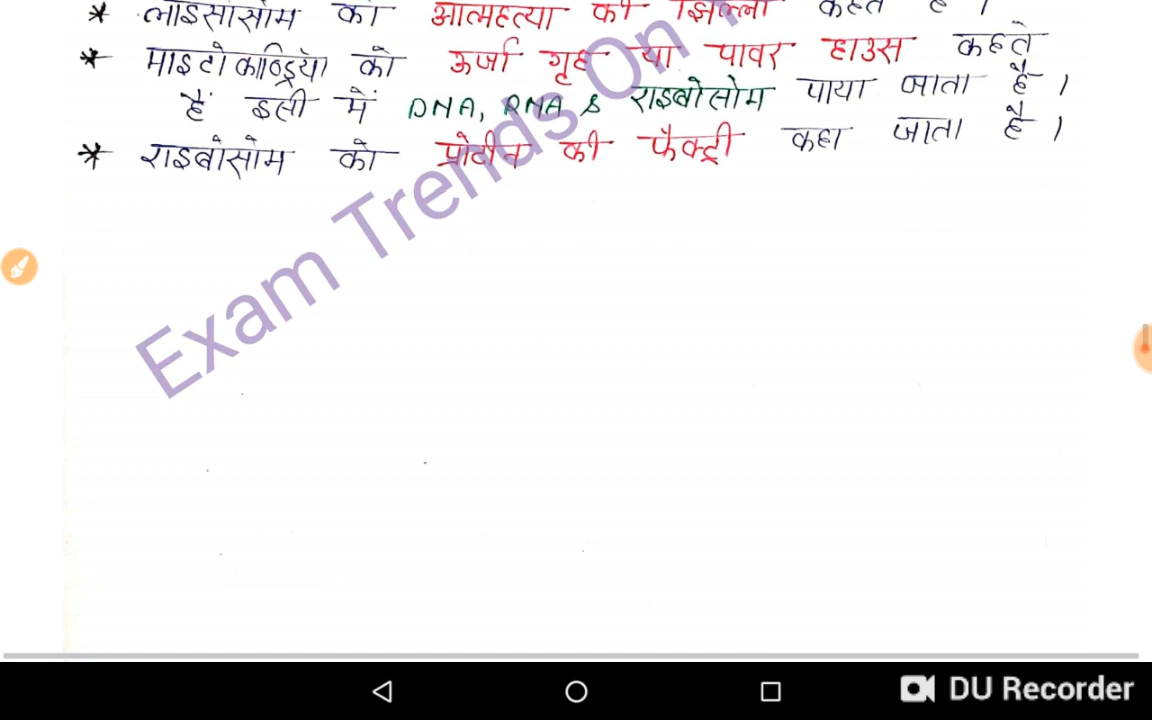 * लाइसोसोम को आत्महत्या की झिल्ली कहते है ।
* माइटोकाण्ड्रिया को ऊर्जा गृह या पावर हाउस कहते
हैं इसी में DNA, RNA & राइबोसोम पाया जाता है ।
* राइबोसोम को प्रोटीन की फैक्ट्री कहा जाता है ।
Exam Trends On
DU Recorder